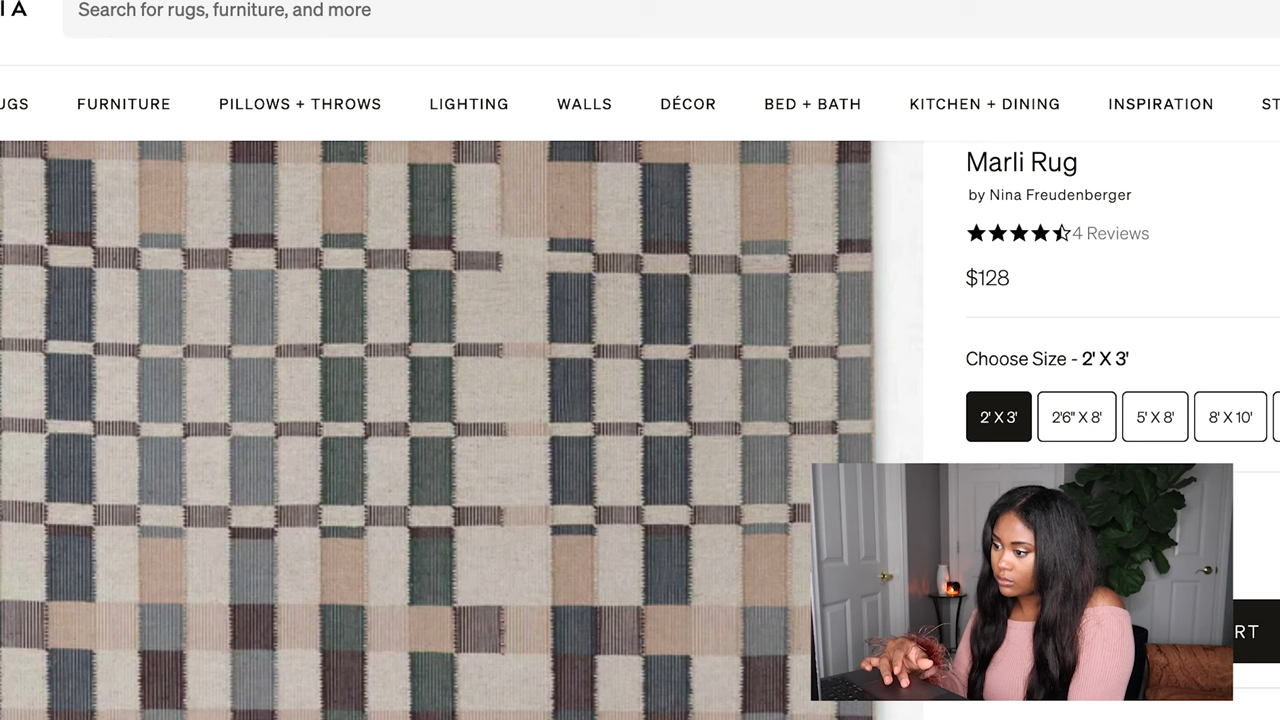 IA
Search for rugs, furniture, and more
UGS FURNITURE PILLOWS + THROWS LIGHTING WALLS DÉCOR BED + BATH KITCHEN + DINING INSPIRATION ST
Marli Rug
by Nina Freudenberger
4 Reviews
$128
Choose Size - 2' X 3'
2' X 3' 2'6" X 8' 5' X 8' 8' X 10'
RT